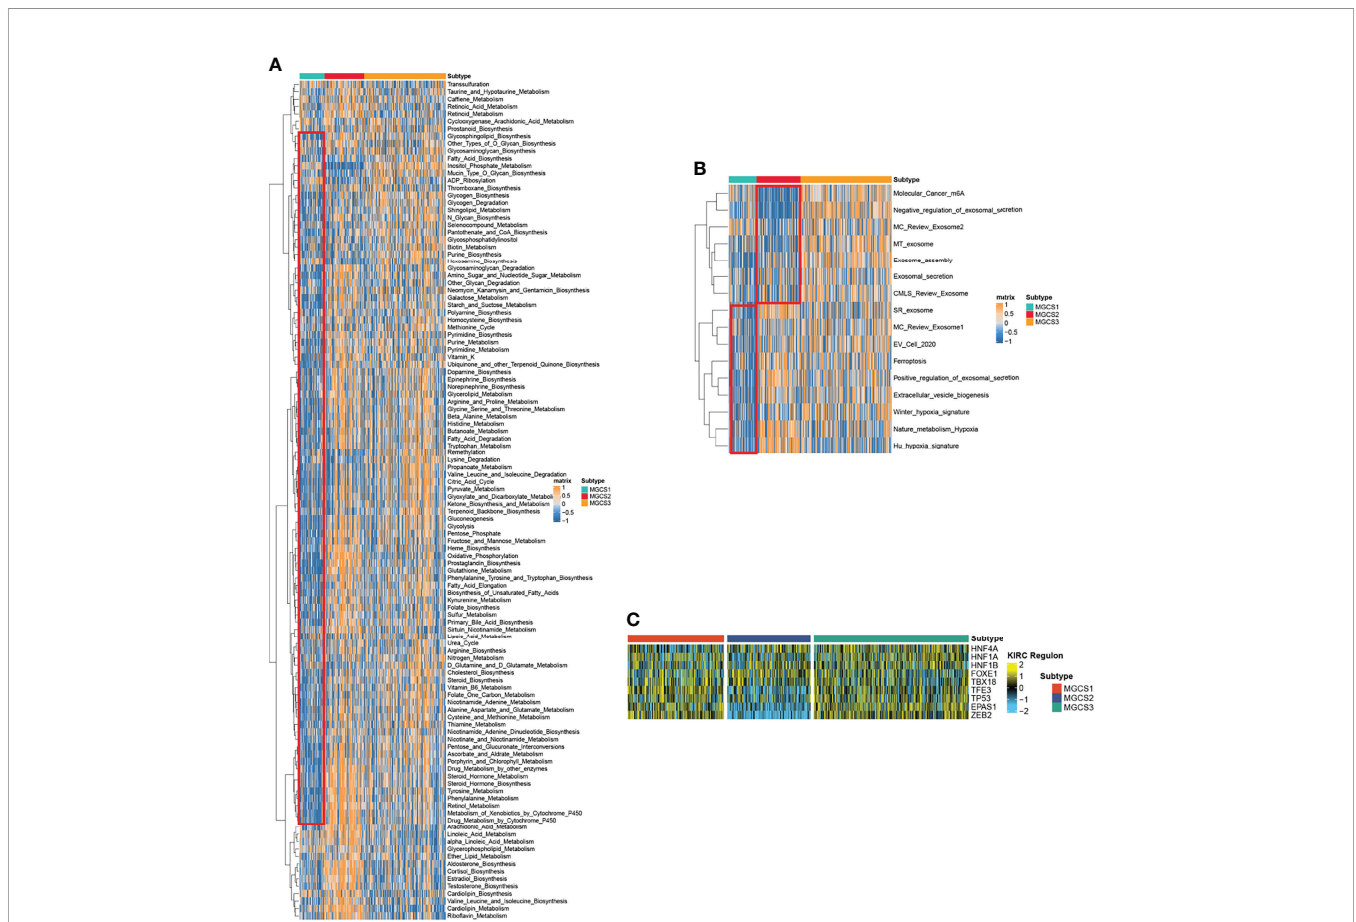 A
Subtype
Transsulfuration
Taurine_and_Hypotaurine_Metabolism
Caffiene_Metabolism
Retinoic_Acid_Metabolism
Retinoid_Metabolism
Cyclooxygenase_Arachidonic_Acid_Metabolism
Prostanoid_Biosynthesis
Glycosphingolipid_Biosynthesis
Other_Types_of_O_Glycan_Biosynthesis
Glycosaminoglycan_Biosynthesis
Fatty_Acid_Biosynthesis
Inositol_Phosphate_Metabolism
Mucin_Type_O_Glycan_Biosynthesis
ADP_Ribosylation
Thromboxane_Biosynthesis
Glycogen_Biosynthesis
Glycogen_Degradation
Shingolipid_Metabolism
N_Glycan_Biosynthesis
Selenocompound_Metabolism
Pantothenate_and_CoA_Biosynthesis
Glycosphosphatidylinositol
Biotin_Metabolism
Purine_Biosynthesis
Hexosamine_Biosynthesis
Glycosaminoglycan_Degradation
Amino_Sugar_and_Nucleotide_Sugar_Metabolism
Other_Glycan_Degradation
Neomycin_Kanamycin_and_Gentamicin_Biosynthesis
Galactose_Metabolism
Starch_and_Suctose_Metabolism
Polyamine_Biosynthesis
Homocysteine_Biosynthesis
Methionine_Cycle
Pyrimidine_Biosynthesis
Purine_Metabolism
Pyrimidine_Metabolism
Vitamin_K
Ubiquinone_and_other_Terpenoid_Quinone_Biosynthesis
Dopamine_Biosynthesis
Epinephrine_Biosynthesis
Norepinephrine_Biosynthesis
Glycerolipid_Metabolism
Arginine_and_Proline_Metabolism
Glycine_Serine_and_Threonine_Metabolism
Beta_Alanine_Metabolism
Histidine_Metabolism
Butanoate_Metabolism
Fatty_Acid_Degradation
Tryptophan_Metabolism
Remethylation
Lysine_Degradation
Propanoate_Metabolism
Valine_Leucine_and_Isoleucine_Degradation
Citric_Acid_Cycle
Pyruvate_Metabolism
Glyoxylate_and_Dicarboxylate_Metabolism
Ketone_Biosynthesis_and_Metabolism
Terpenoid_Backbone_Biosynthesis
Gluconeogenesis
Glycolysis
Pentose_Phosphate
Fructose_and_Mannose_Metabolism
Heme_Biosynthesis
Oxidative_Phosphorylation
Prostaglandin_Biosynthesis
Glutathione_Metabolism
Phenylalanine_Tyrosine_and_Tryptophan_Biosynthesis
Fatty_Acid_Elongation
Biosynthesis_of_Unsaturated_Fatty_Acids
Kynurenine_Metabolism
Folate_biosynthesis
Sulfur_Metabolism
Primary_Bile_Acid_Biosynthesis
Sirtuin_Nicotinamide_Metabolism
Lipoic_Acid_Metabolism
Urea_Cycle
Arginine_Biosynthesis
Nitrogen_Metabolism
D_Glutamine_and_D_Glutamate_Metabolism
Cholesterol_Biosynthesis
Steroid_Biosynthesis
Vitamin_B6_Metabolism
Folate_One_Carbon_Metabolism
Nicotinamide_Adenine_Metabolism
Alanine_Aspartate_and_Glutamate_Metabolism
Cysteine_and_Methionine_Metabolism
Thiamine_Metabolism
Nicotinamide_Adenine_Dinucleotide_Biosynthesis
Nicotinate_and_Nicotinamide_Metabolism
Pentose_and_Glucuronate_Interconversions
Ascorbate_and_Aldrate_Metabolism
Porphyrin_and_Chlorophyll_Metabolism
Drug_Metabolism_by_other_enzymes
Steroid_Hormone_Metabolism
Steroid_Hormone_Biosynthesis
Tyrosine_Metabolism
Phenylalanine_Metabolism
Retinol_Metabolism
Metabolism_of_Xenobiotics_by_Cytochrome_P450
Drug_Metabolism_by_Cytochrome_P450
Arachidonic_Acid_Metabolism
Linoleic_Acid_Metabolism
alpha_Linoleic_Acid_Metabolism
Glycerophospholipid_Metabolism
Ether_Lipid_Metabolism
Aldosterone_Biosynthesis
Cortisol_Biosynthesis
Estradiol_Biosynthesis
Testosterone_Biosynthesis
Cardiolipin_Biosynthesis
Valine_Leucine_and_Isoleucine_Biosynthesis
Cardiolipin_Metabolism
Riboflavin_Metabolism
matrix
1
0.5
0
−0.5
−1
Subtype
MGCS1
MGCS2
MGCS3
B
Subtype
Molecular_Cancer_m6A
Negative_regulation_of_exosomal_secretion
MC_Review_Exosome2
MT_exosome
Exosome_assembly
Exosomal_secretion
CMLS_Review_Exosome
SR_exosome
MC_Review_Exosome1
EV_Cell_2020
Ferroptosis
Positive_regulation_of_exosomal_secretion
Extracellular_vesicle_biogenesis
Winter_hypoxia_signature
Nature_metabolism_Hypoxia
Hu_hypoxia_signature
matrix
1
0.5
0
−0.5
−1
Subtype
MGCS1
MGCS2
MGCS3
C
Subtype
HNF4A
HNF1A
HNF1B
FOXE1
TBX18
TFE3
TP53
EPAS1
ZEB2
KIRC Regulon
2
1
0
−1
−2
Subtype
MGCS1
MGCS2
MGCS3